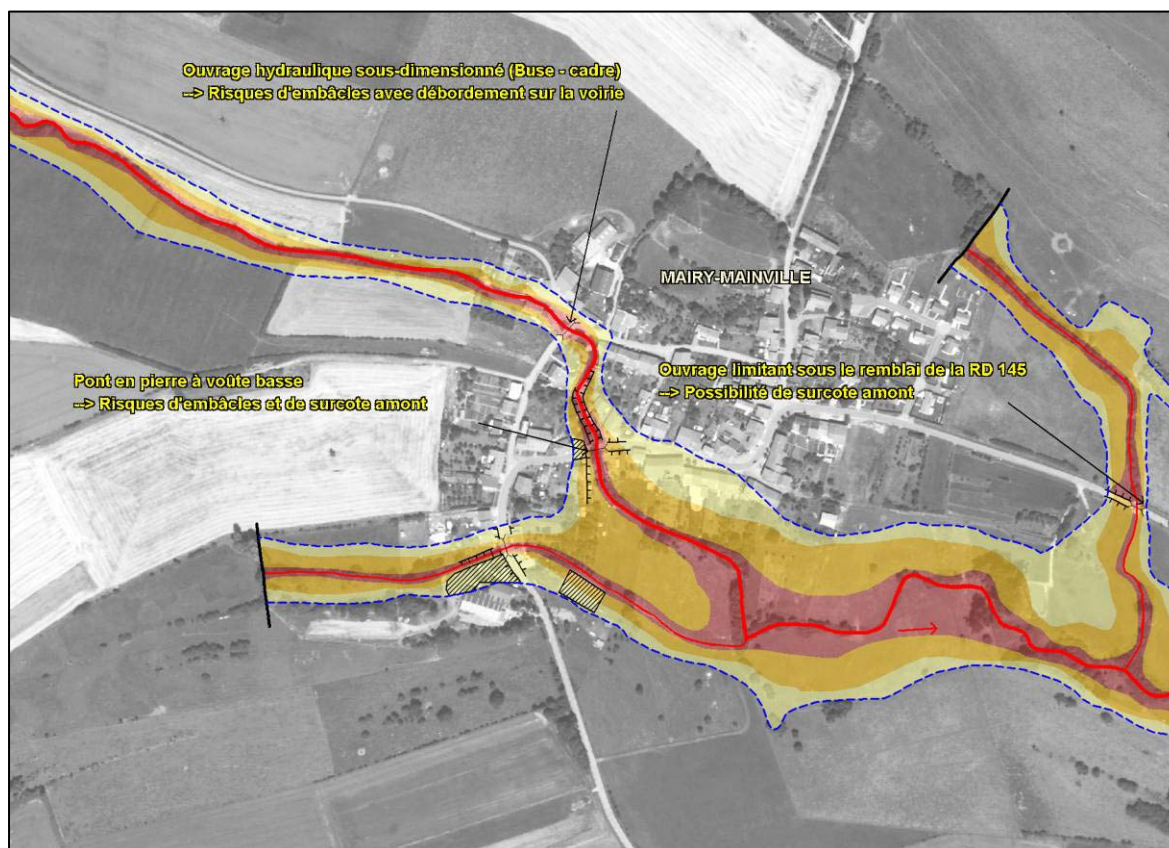 Ouvrage hydraulique sous-dimensionné (Buse - cadre)
--> Risques d'embâcles avec débordement sur la voirie
MAIRY-MAINVILLE
Pont en pierre à voûte basse
--> Risques d'embâcles et de surcote amont
Ouvrage limitant sous le remblai de la RD 145
--> Possibilité de surcote amont